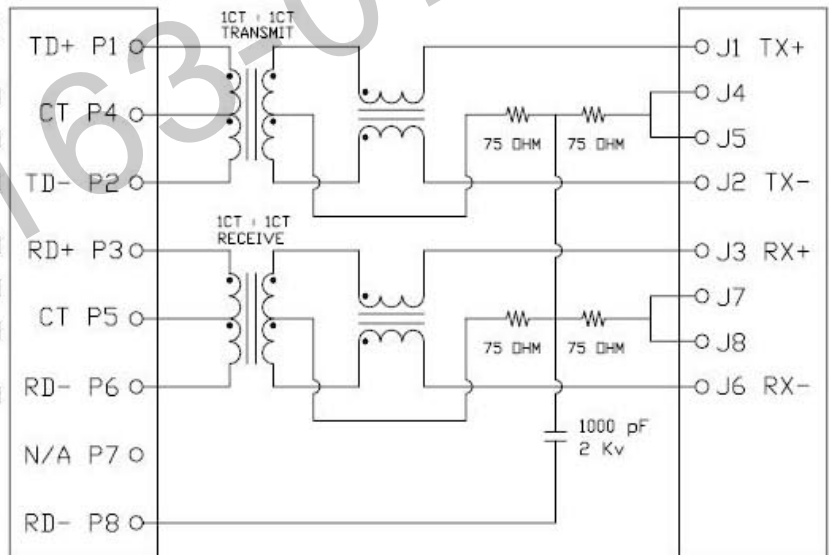 1CT : 1CT
TRANSMIT
TD+ P1
J1 TX+
CT P4
J4
75 OHM
75 OHM
J5
TD- P2
J2 TX-
1CT : 1CT
RECEIVE
RD+ P3
J3 RX+
CT P5
J7
75 OHM
75 OHM
J8
RD- P6
J6 RX-
N/A P7
1000 pF
2 Kv
RD- P8